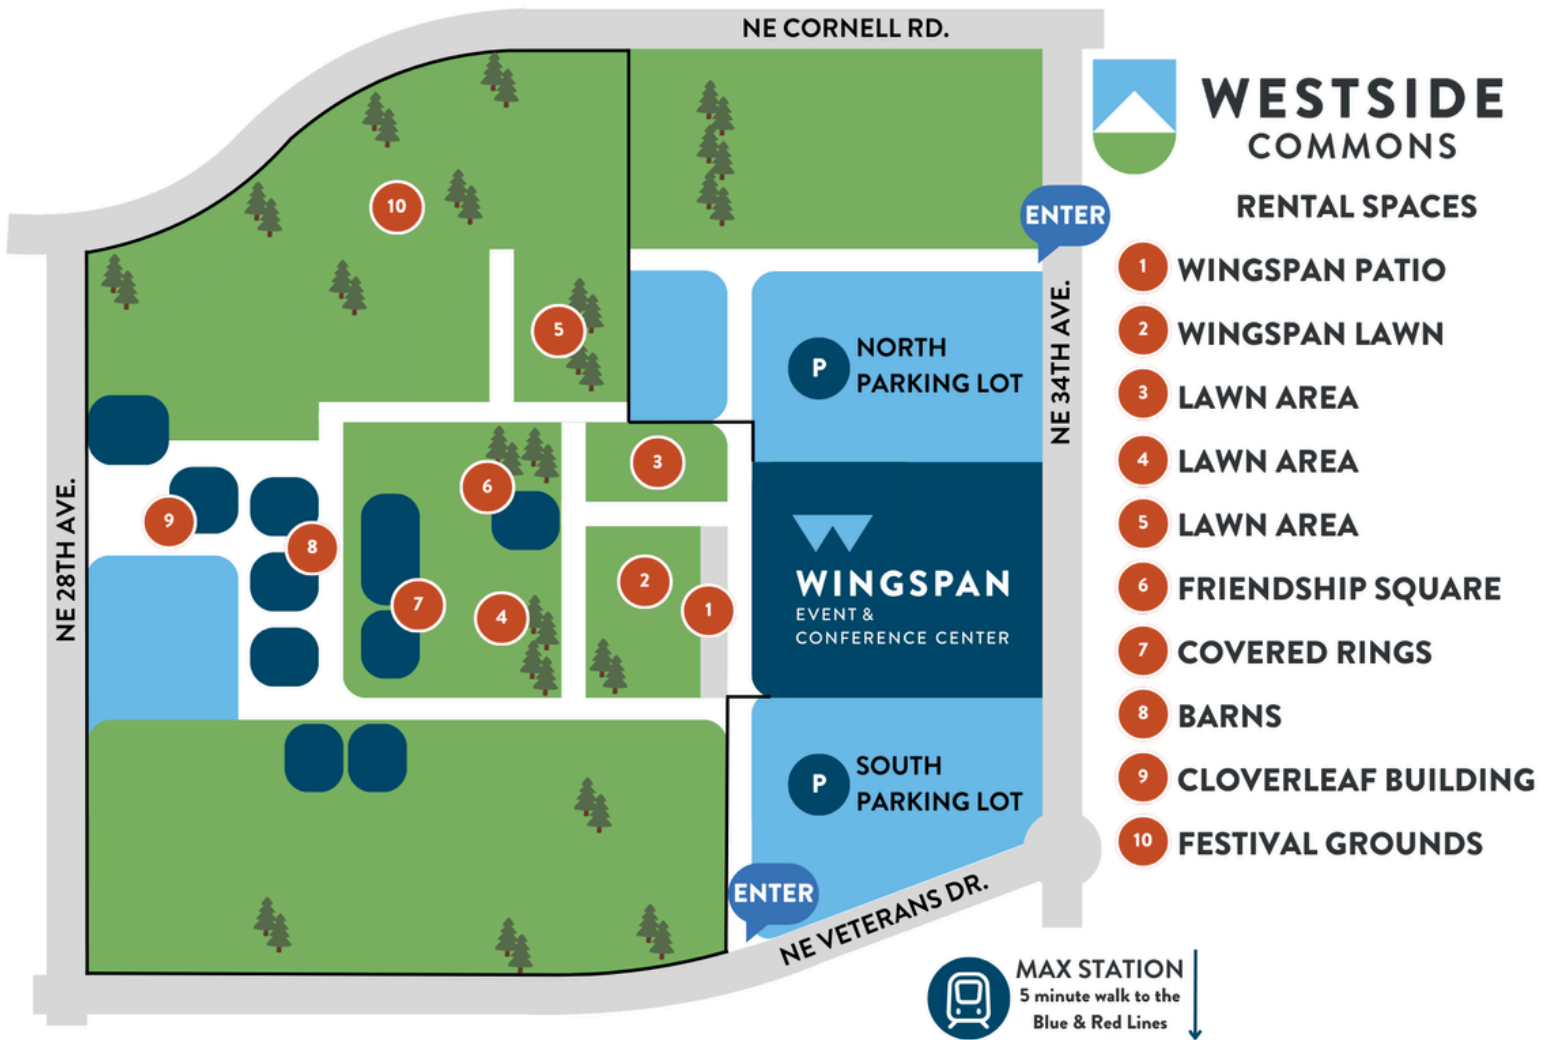 NE CORNELL RD.
WESTSIDE
COMMONS
RENTAL SPACES
1 WINGSPAN PATIO
2 WINGSPAN LAWN
3 LAWN AREA
4 LAWN AREA
5 LAWN AREA
6 FRIENDSHIP SQUARE
7 COVERED RINGS
8 BARNS
9 CLOVERLEAF BUILDING
10 FESTIVAL GROUNDS
ENTER
NE 34TH AVE.
NE 28TH AVE.
10
5
P
NORTH
PARKING LOT
3
6
9
8
7
4
2
1
WINGSPAN
EVENT &
CONFERENCE CENTER
P
SOUTH
PARKING LOT
ENTER
NE VETERANS DR.
MAX STATION
5 minute walk to the
Blue & Red Lines